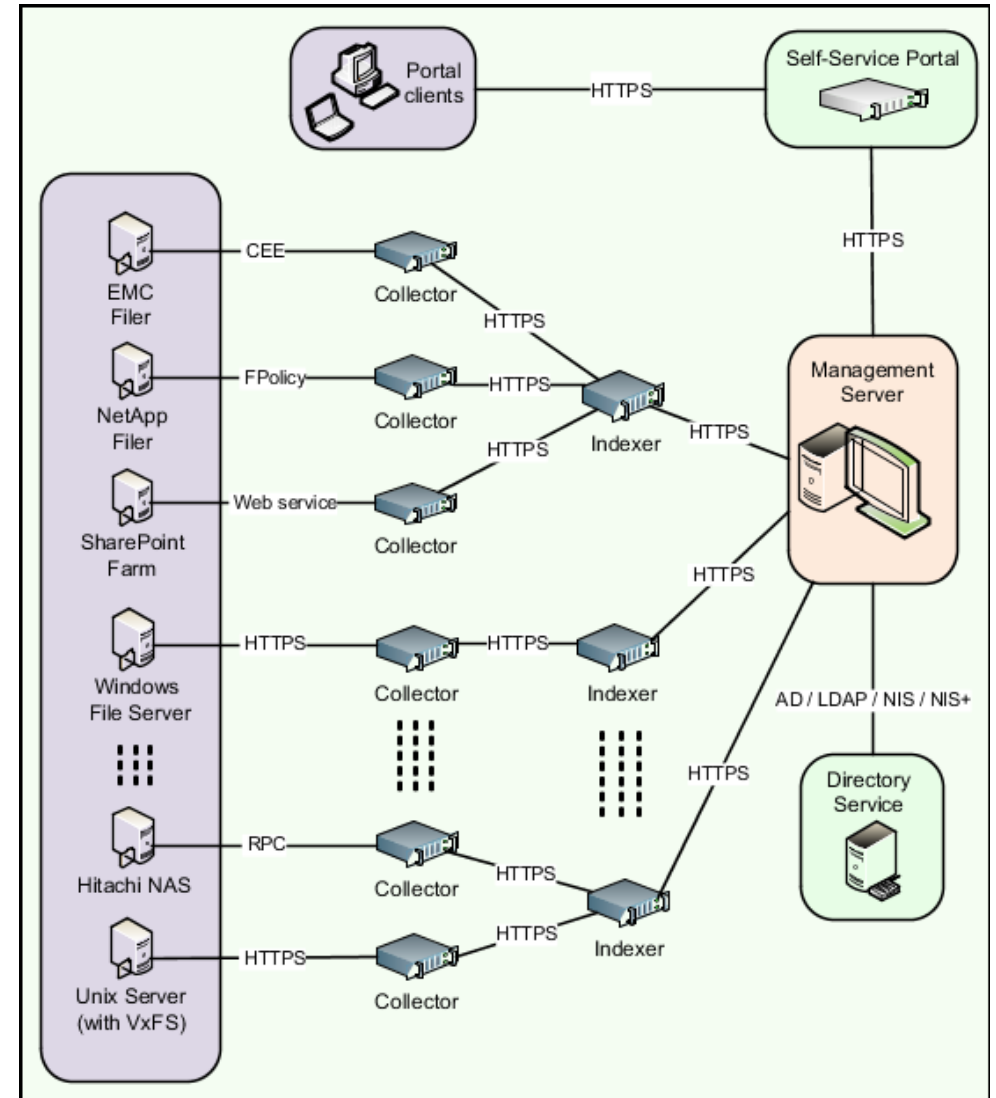 Portal
clients
HTTPS
Self-Service Portal
HTTPS
EMC
Filer
CEE
Collector
HTTPS
NetApp
Filer
FPolicy
Collector
HTTPS
Indexer
HTTPS
Management
Server
SharePoint
Farm
Web service
Collector
HTTPS
Windows
File Server
HTTPS
Collector
HTTPS
Indexer
HTTPS
AD / LDAP / NIS / NIS+
Directory
Service
Hitachi NAS
RPC
Collector
HTTPS
Indexer
HTTPS
Unix Server
(with VxFS)
HTTPS
Collector
HTTPS